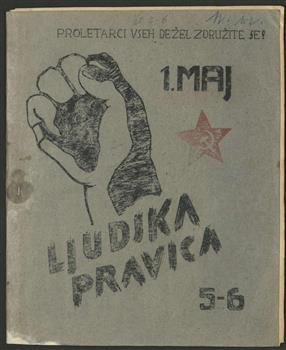 PROLETARCI VSEH DEŽEL ZDRUŽITE SE!
1. MAJ
LJUDSKA
PRAVICA
5-6